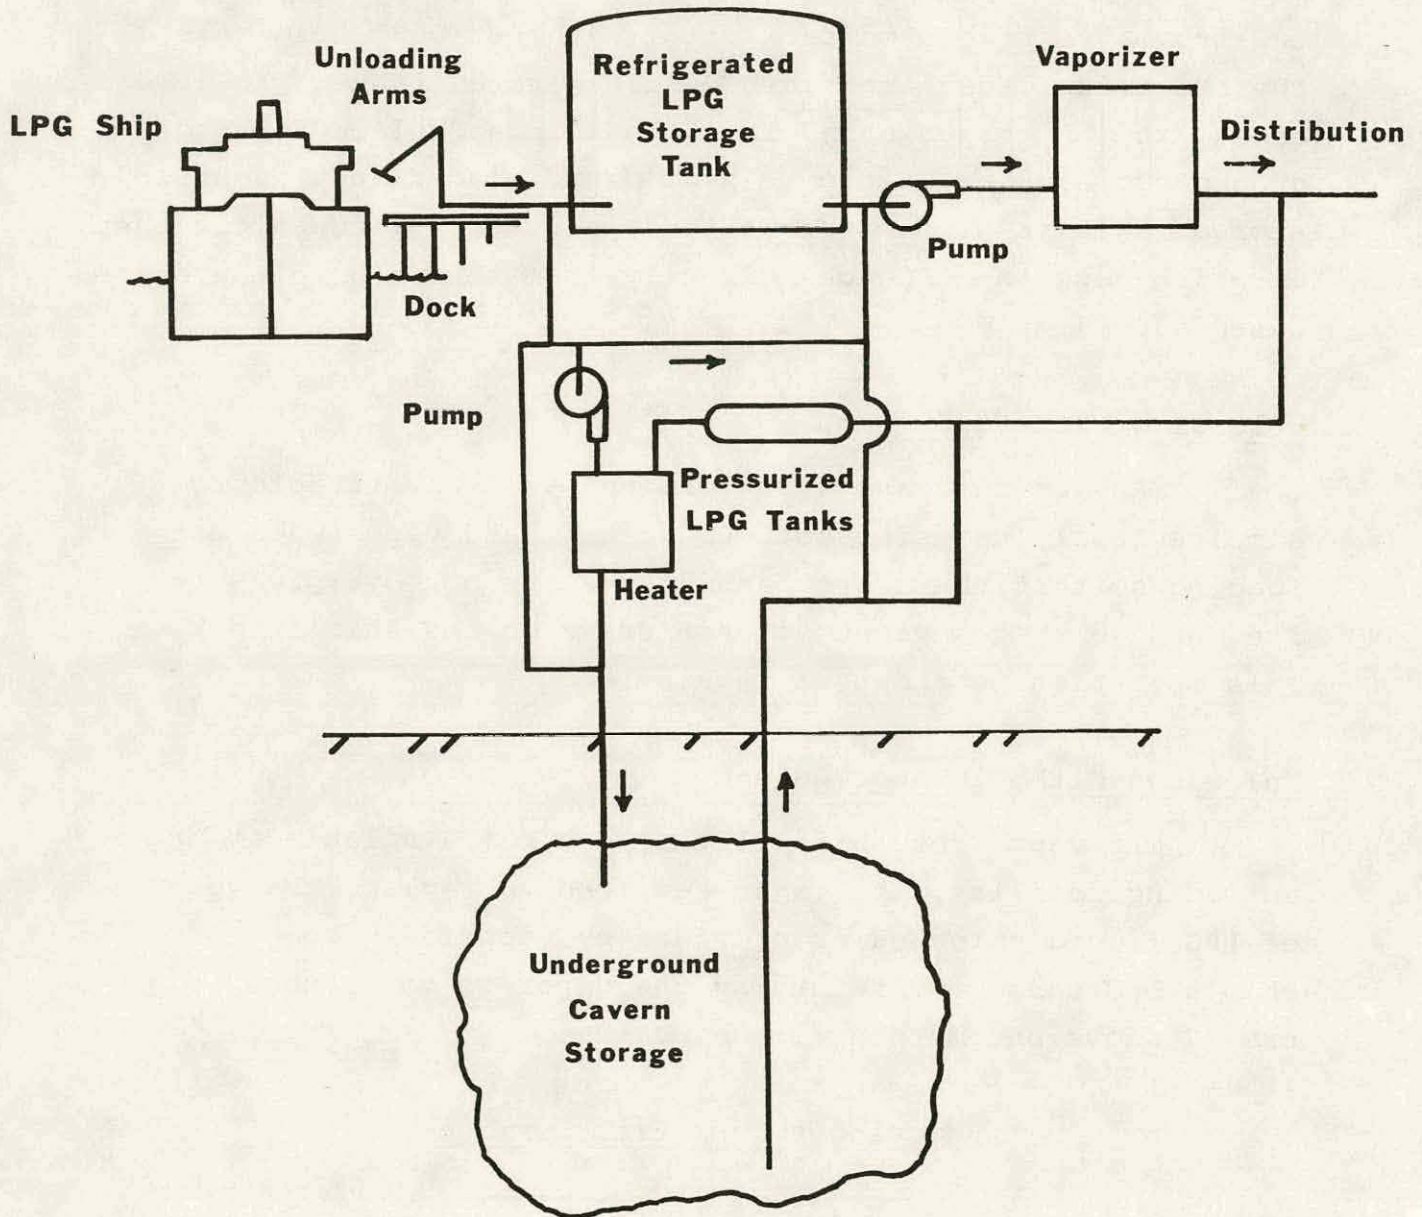 LPG Ship
Unloading
Arms
Refrigerated
LPG
Storage
Tank
Vaporizer
Distribution
Pump
Dock
Pump
Pressurized
LPG Tanks
Heater
Underground
Cavern
Storage